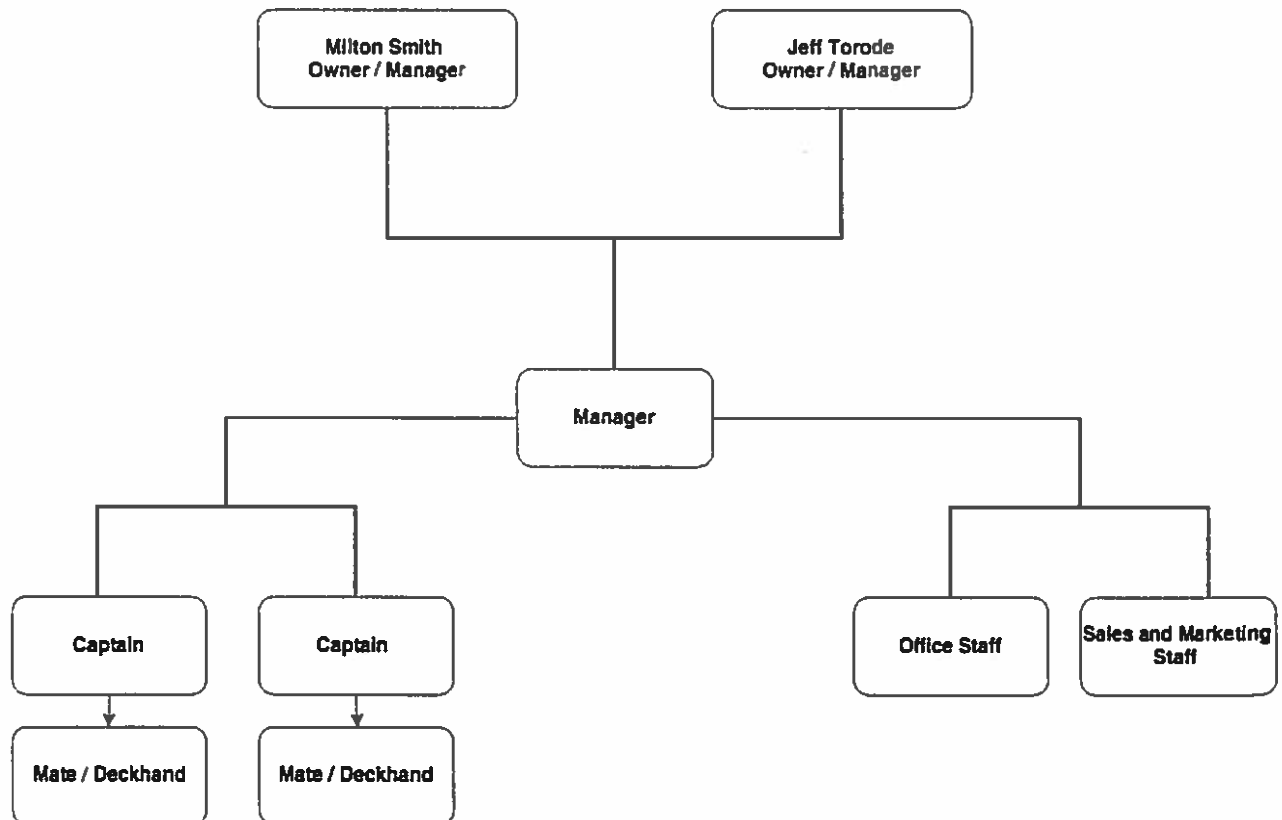 Milton Smith
Owner / Manager
Jeff Torode
Owner / Manager
Manager
Captain
Captain
Office Staff
Sales and Marketing
Staff
Mate / Deckhand
Mate / Deckhand